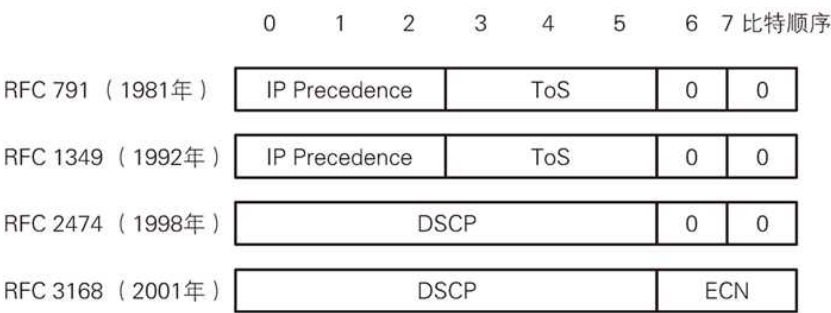 0 1 2 3 4 5 6 7 比特顺序
RFC 791 (1981年) IP Precedence ToS 0 0
RFC 1349 (1992年) IP Precedence ToS 0 0
RFC 2474 (1998年) DSCP 0 0
RFC 3168 (2001年) DSCP ECN